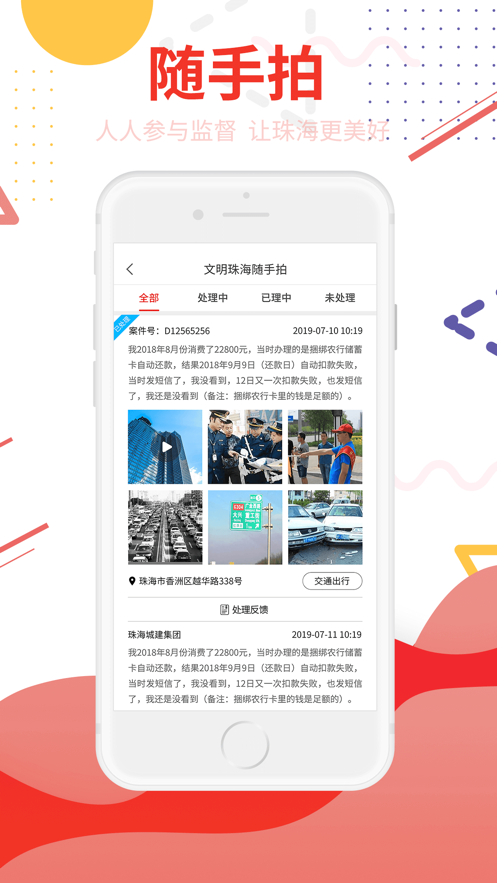 随手拍
人人参与监督 让珠海更美好
文明珠海随手拍
全部 处理中 已理中 未处理
已处理
案件号：D12565256 2019-07-10 10:19
我2018年8月份消费了22800元，当时办理的是捆绑农行储蓄
卡自动还款，结果2018年9月9日（还款日）自动扣款失败，
当时发短信了，我没看到，12日又一次扣款失败，也发短信
了，我还是没看到（备注：捆绑农行卡里的钱是足额的）。
珠海市香洲区越华路338号 交通出行
处理反馈
珠海城建集团 2019-07-11 10:19
我2018年8月份消费了22800元，当时办理的是捆绑农行储蓄
卡自动还款，结果2018年9月9日（还款日）自动扣款失败，
当时发短信了，我没看到，12日又一次扣款失败，也发短信
了，我还是没看到（备注：捆绑农行卡里的钱是足额的）。